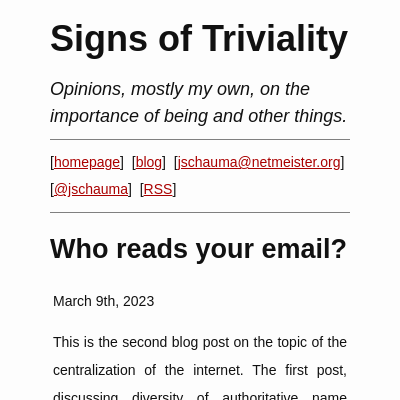 Signs of Triviality
Opinions, mostly my own, on the
importance of being and other things.
[homepage] [blog] [jschauma@netmeister.org]
[@jschauma] [RSS]
Who reads your email?
March 9th, 2023
This is the second blog post on the topic of the
centralization of the internet. The first post,
discussing diversity of authoritative name